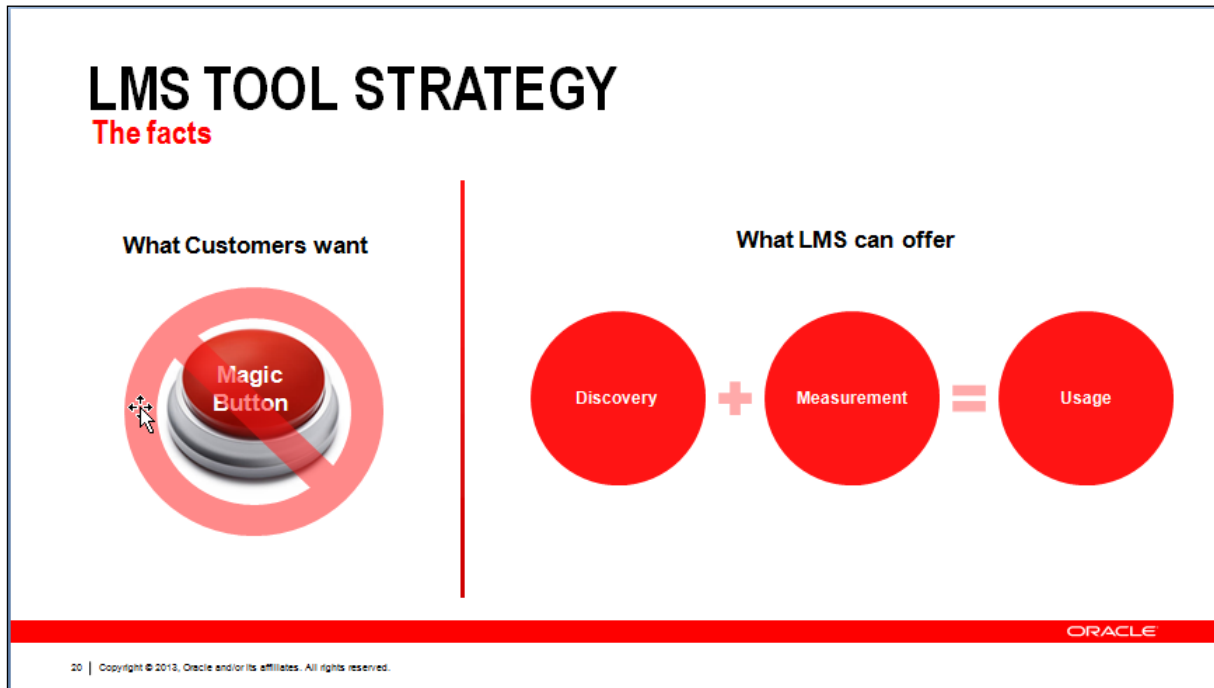 LMS TOOL STRATEGY
The facts
What Customers want
Magic
Button
What LMS can offer
Discovery
Measurement
Usage
ORACLE
20 | Copyright © 2013, Oracle and/or its affiliates. All rights reserved.